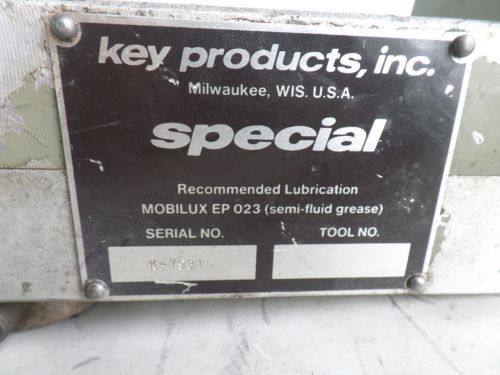 key products, inc.
Milwaukee, WIS. U.S.A.
special
Recommended Lubrication
MOBILUX EP 023 (semi-fluid grease)
SERIAL NO. TOOL NO.